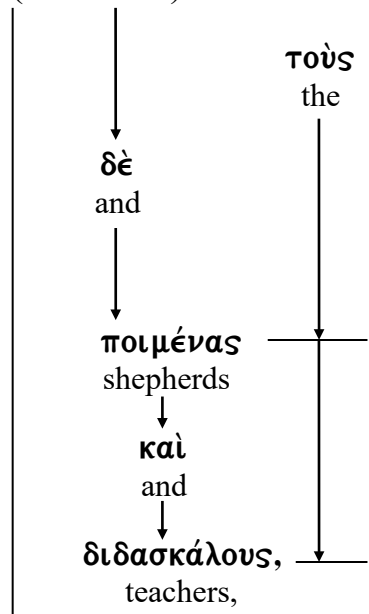 τοὺς
the
δὲ
and
ποιμένας
shepherds
καὶ
and
διδασκάλους,
teachers,